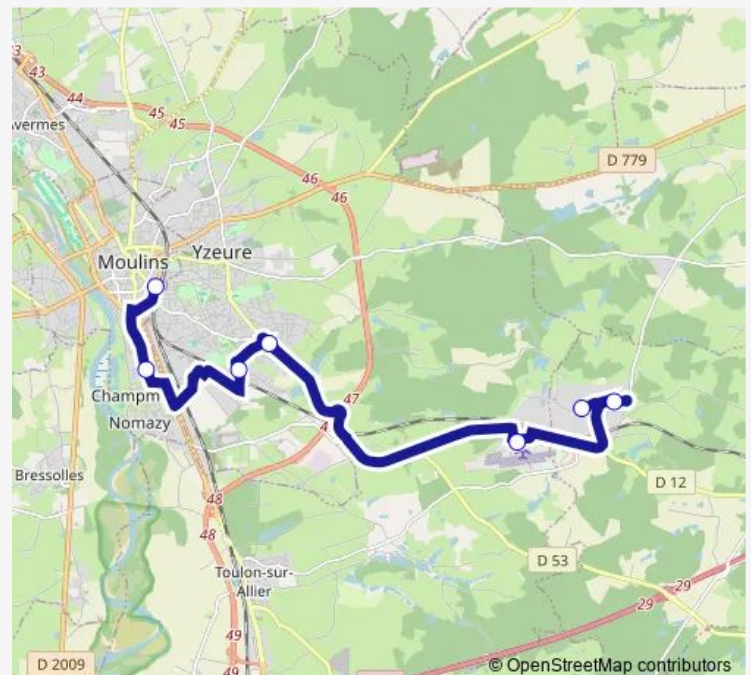 43
43
44
45
45
vermes
46
46
D 779
Moulins
Yzeure
Champm
Nomazy
47
4
Bressolles
48
48
D 12
D 53
Toulon-sur-
Allier
29
29
49
49
D 2009
© OpenStreetMap contributors